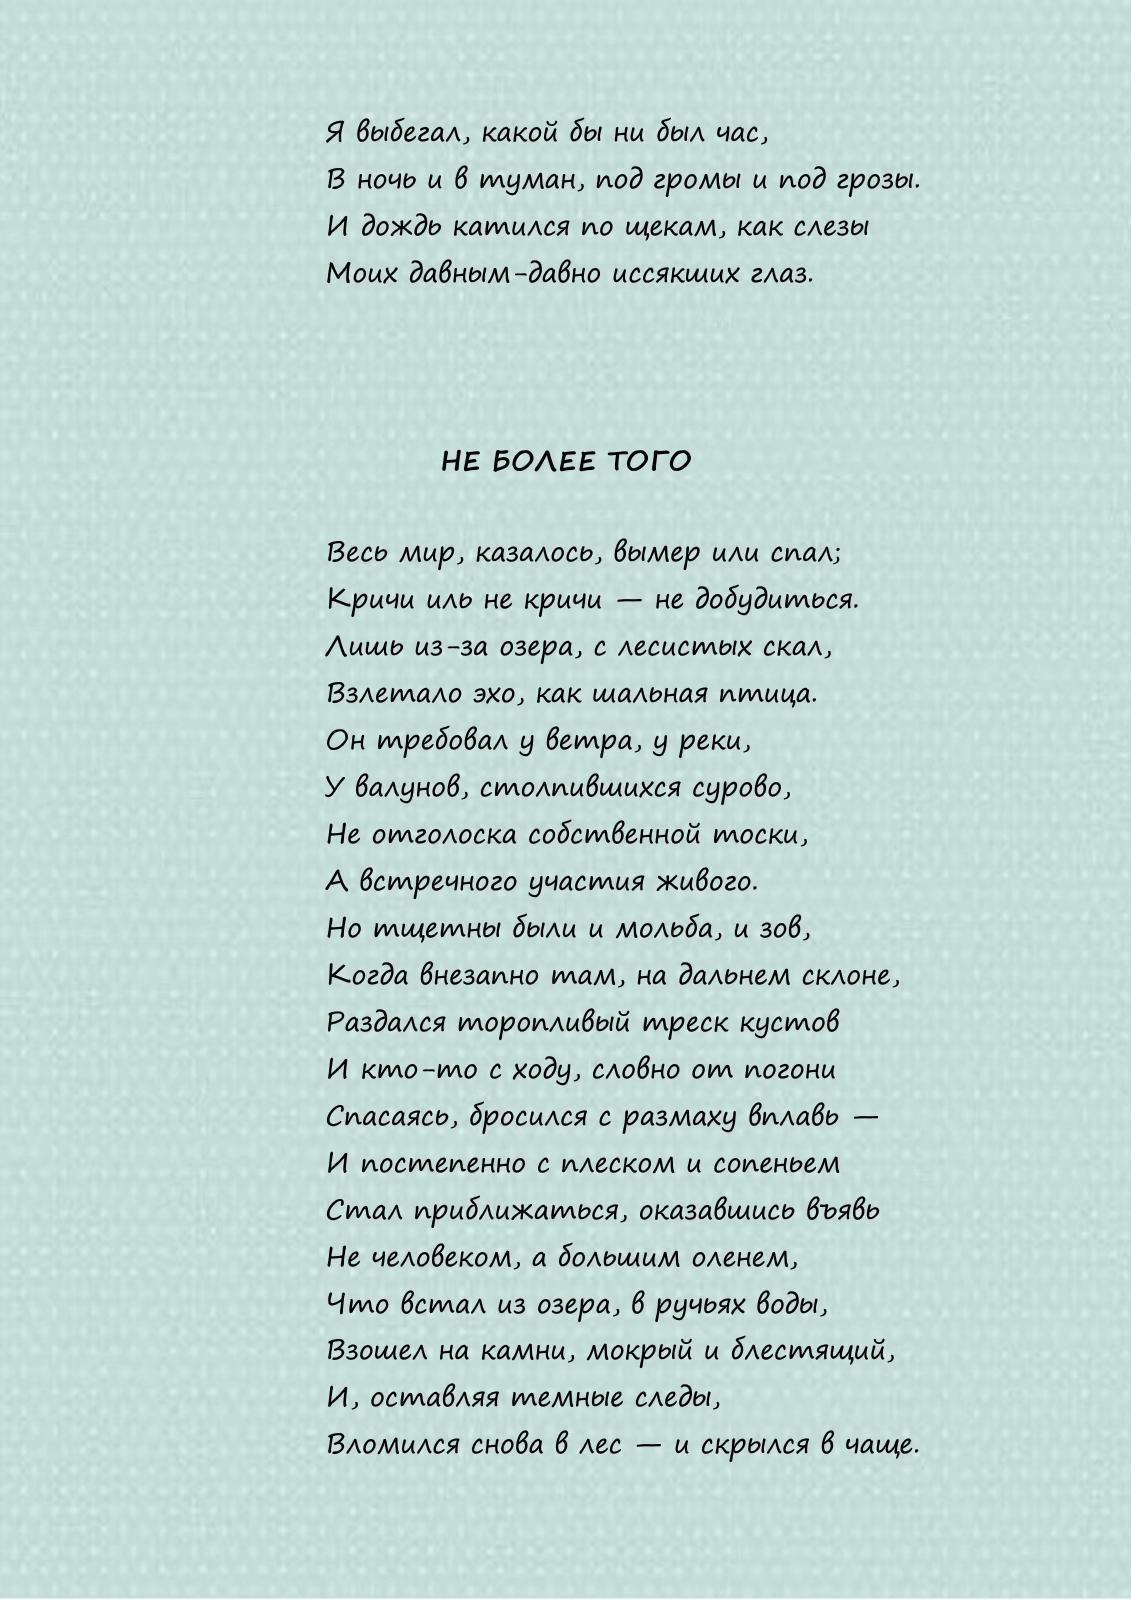 Я выбегал, какой бы ни был час,
В ночь и в туман, под громы и под грозы.
И дождь катился по щекам, как слезы
Моих давным-давно иссякших глаз.
НЕ БОЛЕЕ ТОГО
Весь мир, казалось, вымер или спал;
Кричи иль не кричи — не добудиться.
Лишь из-за озера, с лесистых скал,
Взлетало эхо, как шальная птица.
Он требовал у ветра, у реки,
У валунов, столпившихся сурово,
Не отголоска собственной тоски,
А встречного участия живого.
Но тщетны были и мольба, и зов,
Когда внезапно там, на дальнем склоне,
Раздался торопливый треск кустов
И кто-то с ходу, словно от погони
Спасаясь, бросился с размаху вплавь —
И постепенно с плеском и сопеньем
Стал приближаться, оказавшись въявь
Не человеком, а большим оленем,
Что встал из озера, в ручьях воды,
Взошел на камни, мокрый и блестящий,
И, оставляя темные следы,
Вломился снова в лес — и скрылся в чаще.